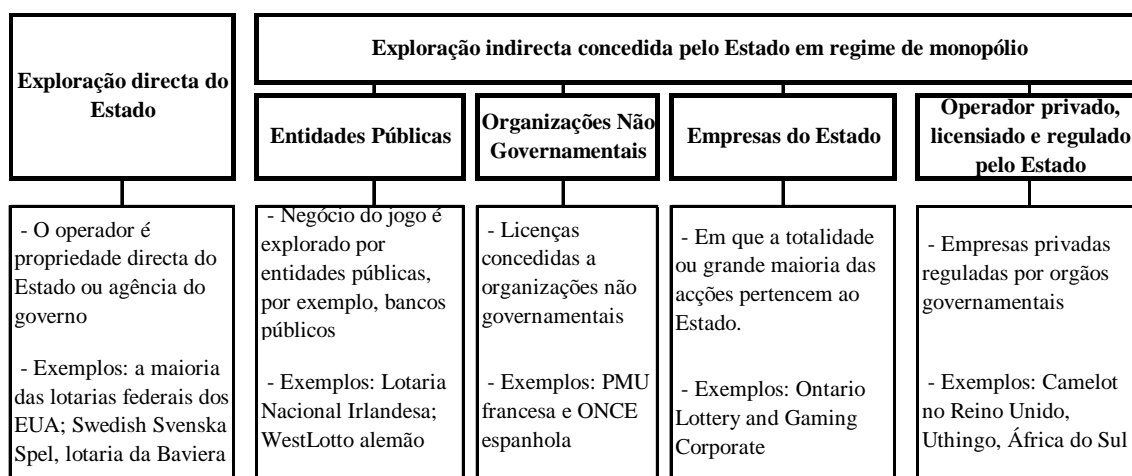 Exploração directa do
Estado
Exploração indirecta concedida pelo Estado em regime de monopólio
Entidades Públicas
Organizações Não
Governamentais
Empresas do Estado
Operador privado,
licensiado e regulado
pelo Estado
- O operador é
propriedade directa do
Estado ou agência do
governo
- Exemplos: a maioria
das lotarias federais dos
EUA; Swedish Svenska
Spel, lotaria da Baviera
- Negócio do jogo é
explorado por
entidades públicas,
por exemplo, bancos
públicos
- Exemplos: Lotaria
Nacional Irlandesa;
WestLotto alemão
- Licenças
concedidas a
organizações não
governamentais
- Exemplos: PMU
francesa e ONCE
espanhola
- Em que a totalidade
ou grande maioria das
acções pertencem ao
Estado.
- Exemplos: Ontario
Lottery and Gaming
Corporate
- Empresas privadas
reguladas por orgãos
governamentais
- Exemplos: Camelot
no Reino Unido,
Uthingo, África do Sul